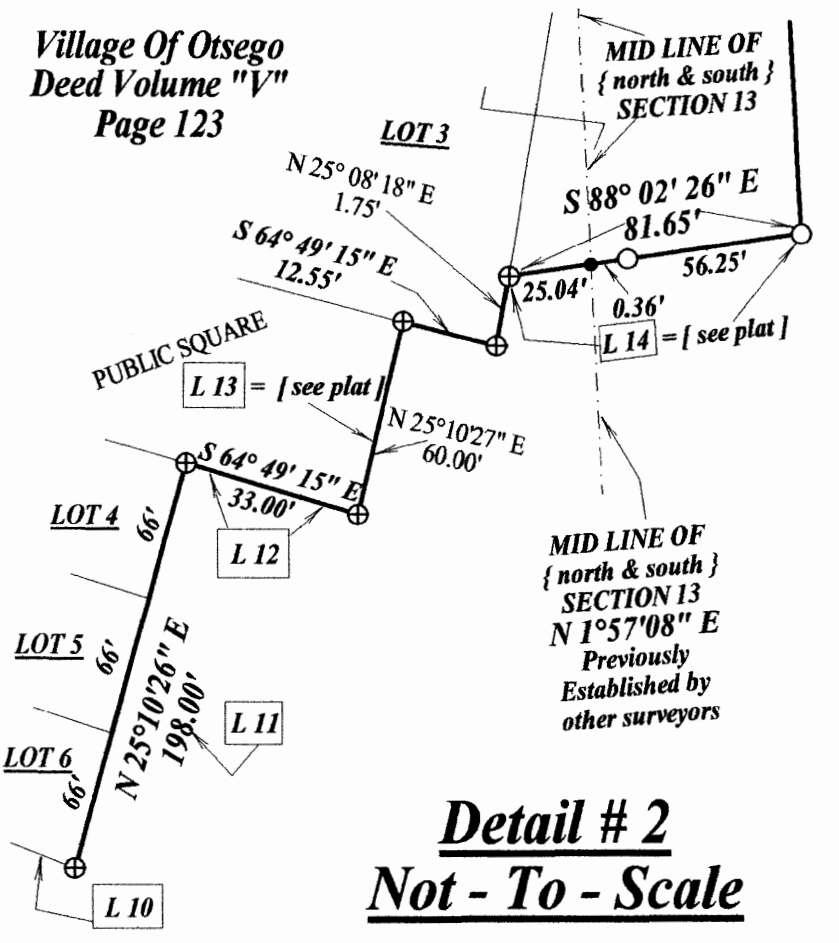 Village Of Otsego
Deed Volume "V"
Page 123
MID LINE OF
{ north & south }
SECTION 13
LOT 3
N 25° 08' 18" E
1.75'
S 88° 02' 26" E
81.65'
S 64° 49' 15" E
12.55'
25.04'
56.25'
0.36'
L 14 = [ see plat ]
PUBLIC SQUARE
L 13 = [ see plat ]
N 25°10'27" E
60.00'
S 64° 49' 15" E
33.00'
LOT 4
66'
L 12
MID LINE OF
{ north & south }
SECTION 13
N 1°57'08" E
Previously
Established by
other surveyors
LOT 5
66'
N 25°10'26" E
198.00'
L 11
LOT 6
66'
L 10
Detail # 2
Not - To - Scale